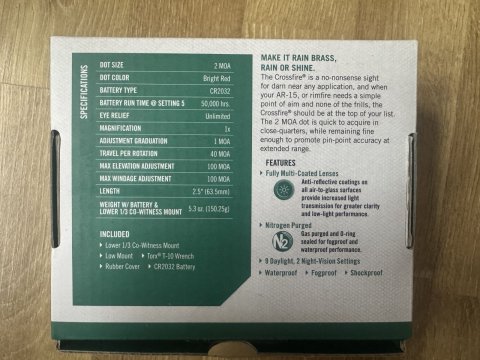 SPECIFICATIONS
DOT SIZE 2 MOA
DOT COLOR Bright Red
BATTERY TYPE CR2032
BATTERY RUN TIME @ SETTING 5 50,000 hrs.
EYE RELIEF Unlimited
MAGNIFICATION 1x
ADJUSTMENT GRADUATION 1 MOA
TRAVEL PER ROTATION 40 MOA
MAX ELEVATION ADJUSTMENT 100 MOA
MAX WINDAGE ADJUSTMENT 100 MOA
LENGTH 2.5" (63.5mm)
WEIGHT W/ BATTERY &
LOWER 1/3 CO-WITNESS MOUNT 5.3 oz. (150.25g)
INCLUDED
Lower 1/3 Co-Witness Mount
Low Mount Torx® T-10 Wrench
Rubber Cover CR2032 Battery
MAKE IT RAIN BRASS,
RAIN OR SHINE.
The Crossfire® is a no-nonsense sight
for darn near any application, and when
your AR-15, or rimfire needs a simple
point of aim and none of the frills, the
Crossfire® should be at the top of your list.
The 2 MOA dot is quick to acquire in
close-quarters, while remaining fine
enough to promote pin-point accuracy at
extended range.
FEATURES
Fully Multi-Coated Lenses
Anti-reflective coatings on
all air-to-glass surfaces
provide increased light
transmission for greater clarity
and low-light performance.
Nitrogen Purged
N2
Gas purged and O-ring
sealed for fogproof and
waterproof performance.
9 Daylight, 2 Night-Vision Settings
Waterproof Fogproof Shockproof